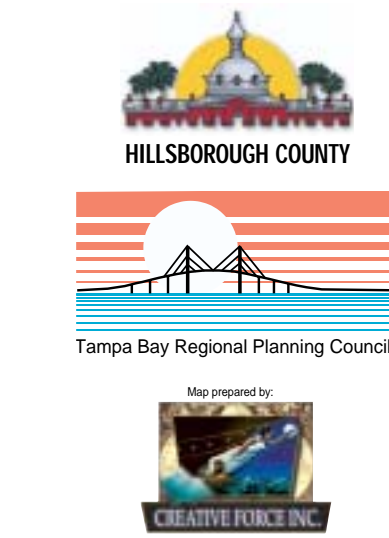 HILLSBOROUGH COUNTY
Tampa Bay Regional Planning Council
Map prepared by:
CREATIVE FORCE INC.